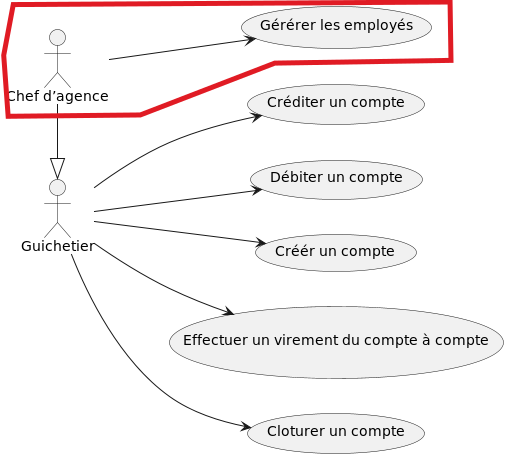 Gérérer les employés
Chef d’agence
Créditer un compte
Débiter un compte
Guichetier
Créér un compte
Effectuer un virement du compte à compte
Cloturer un compte